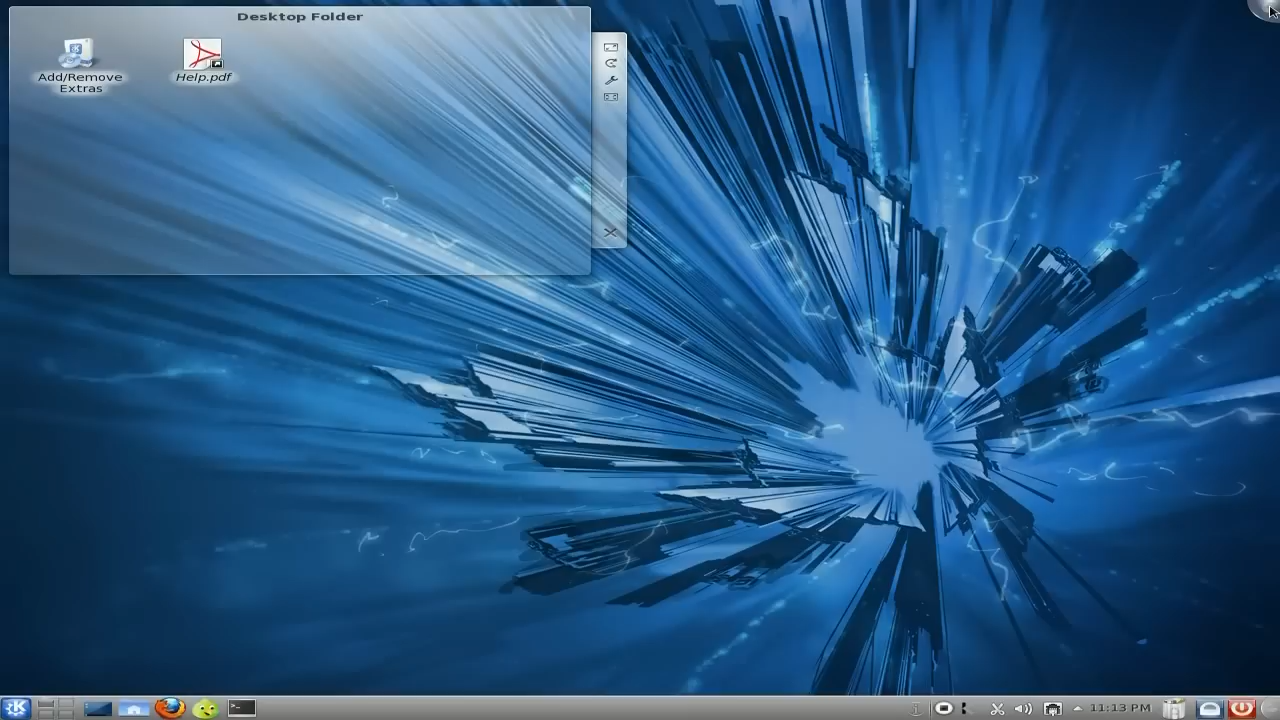 Desktop Folder
Add/Remove
Extras
Help.pdf
11:13 PM